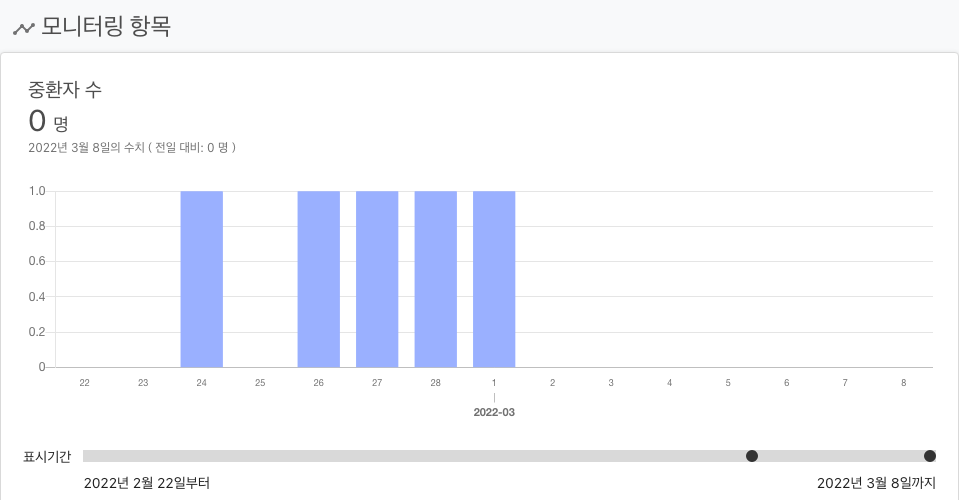 모니터링 항목
중환자 수
0 명
2022년 3월 8일의 수치 ( 전일 대비: 0 명 )
1.0
0.8
0.6
0.4
0.2
0
22 23 24 25 26 27 28 1 2 3 4 5 6 7 8
2022-03
표시기간
2022년 2월 22일부터 2022년 3월 8일까지